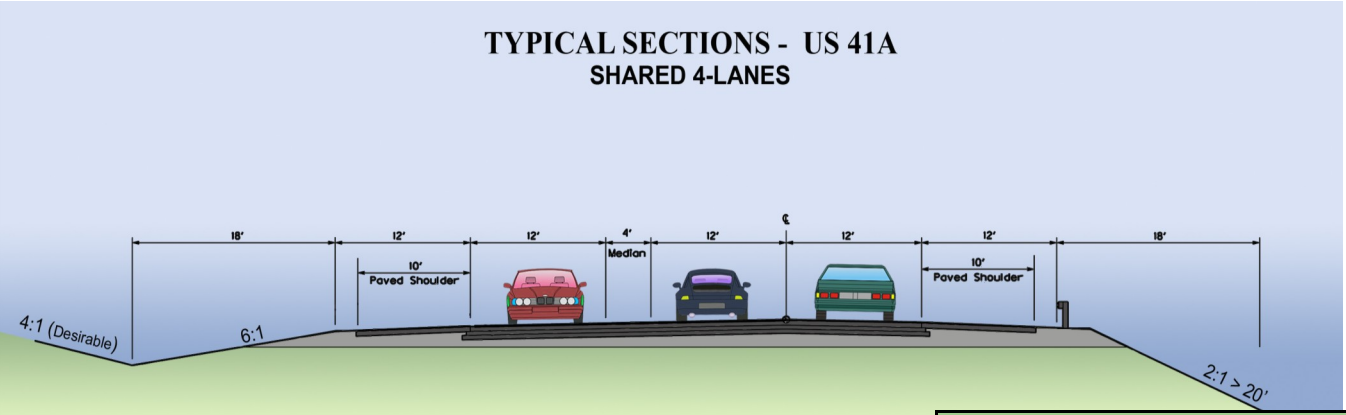 TYPICAL SECTIONS - US 41A
SHARED 4-LANES
℄
18' 12' 12' 4' 12' 12' 12' 18'
Median
10' 10'
Paved Shoulder Paved Shoulder
4:1 (Desirable) 6:1 2:1 > 20'